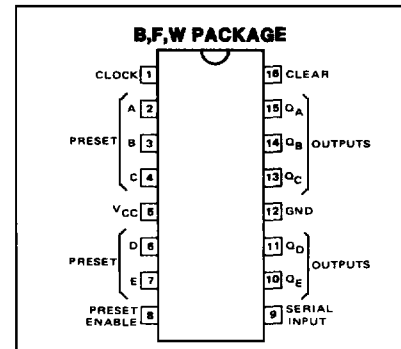 B,F,W PACKAGE
CLOCK 1 16 CLEAR
A 2 15 QA
PRESET B 3 14 QB OUTPUTS
C 4 13 QC
VCC 5 12 GND
D 6 11 QD
PRESET OUTPUTS
E 7 10 QE
PRESET ENABLE 8 9 SERIAL INPUT